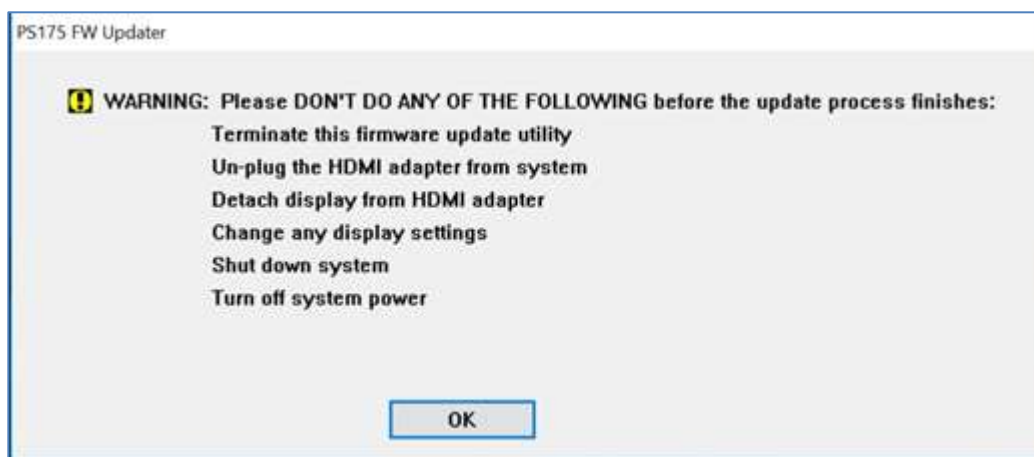 PS175 FW Updater
WARNING: Please DON'T DO ANY OF THE FOLLOWING before the update process finishes:
Terminate this firmware update utility
Un-plug the HDMI adapter from system
Detach display from HDMI adapter
Change any display settings
Shut down system
Turn off system power
OK